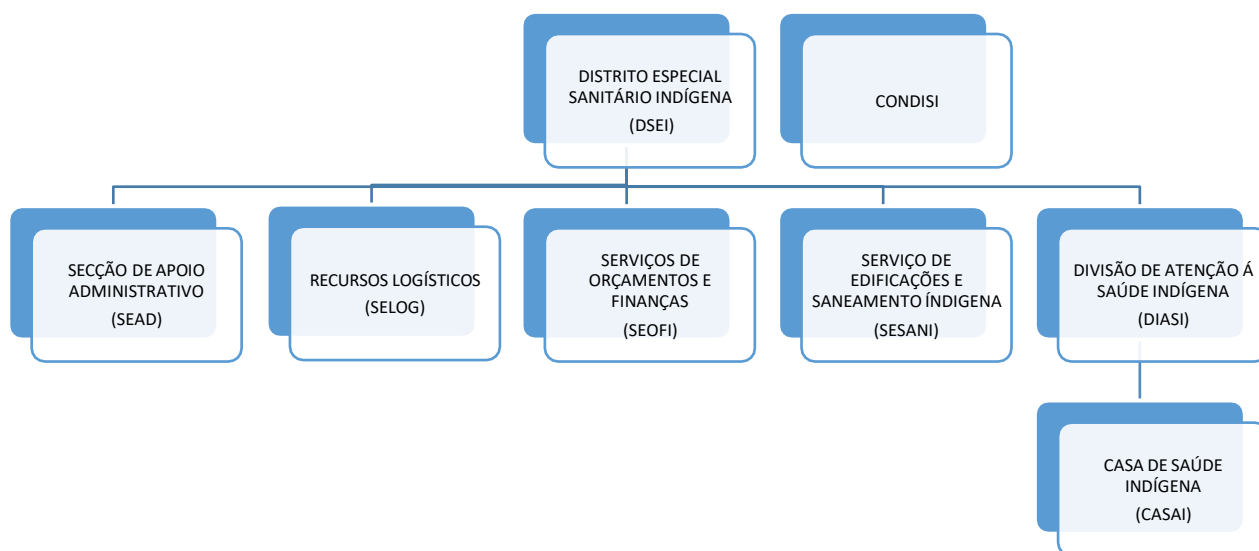 DISTRITO ESPECIAL
SANITÁRIO INDÍGENA
(DSEI)
CONDISI
SECÇÃO DE APOIO
ADMINISTRATIVO
(SEAD)
RECURSOS LOGÍSTICOS
(SELOG)
SERVIÇOS DE
ORÇAMENTOS E
FINANÇAS
(SEOFI)
SERVIÇO DE
EDIFICAÇÕES E
SANEAMENTO ÍNDIGENA
(SESANI)
DIVISÃO DE ATENÇÃO Á
SAÚDE INDÍGENA
(DIASI)
CASA DE SAÚDE
INDÍGENA
(CASAI)